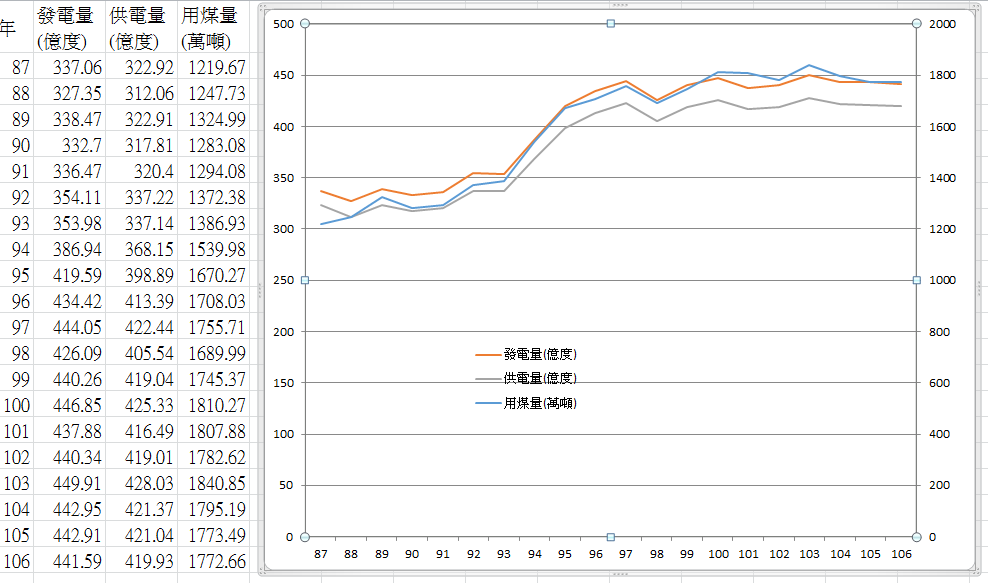 年 發電量(億度) 供電量(億度) 用煤量(萬噸)
87 337.06 322.92 1219.67
88 327.35 312.06 1247.73
89 338.47 322.91 1324.99
90 332.7 317.81 1283.08
91 336.47 320.4 1294.08
92 354.11 337.22 1372.38
93 353.98 337.14 1386.93
94 386.94 368.15 1539.98
95 419.59 398.89 1670.27
96 434.42 413.39 1708.03
97 444.05 422.44 1755.71
98 426.09 405.54 1689.99
99 440.26 419.04 1745.37
100 446.85 425.33 1810.27
101 437.88 416.49 1807.88
102 440.34 419.01 1782.62
103 449.91 428.03 1840.85
104 442.95 421.37 1795.19
105 442.91 421.04 1773.49
106 441.59 419.93 1772.66
500 2000
450 1800
400 1600
350 1400
300 1200
250 1000
200 800
發電量(億度)
150 供電量(億度) 600
用煤量(萬噸)
100 400
50 200
0 0
87 88 89 90 91 92 93 94 95 96 97 98 99 100 101 102 103 104 105 106